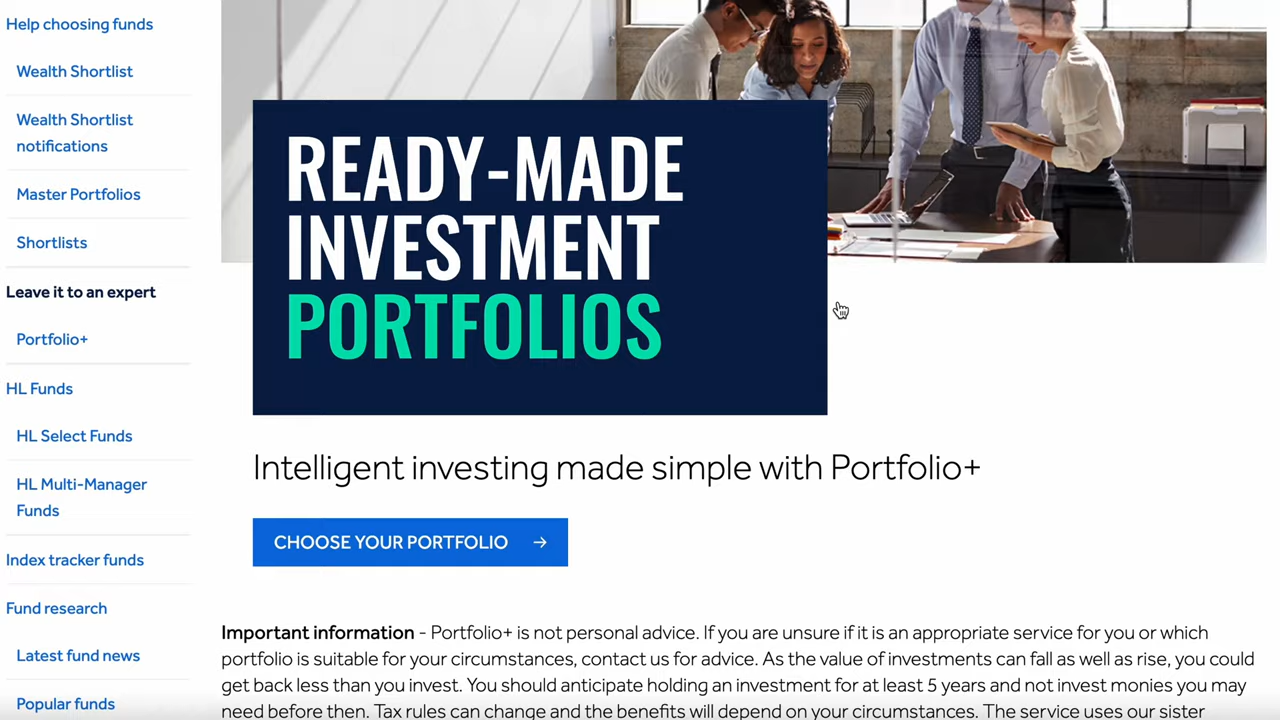 Help choosing funds
Wealth Shortlist
Wealth Shortlist
notifications
Master Portfolios
Shortlists
Leave it to an expert
Portfolio+
HL Funds
HL Select Funds
HL Multi-Manager
Funds
Index tracker funds
Fund research
Latest fund news
Popular funds
READY-MADE
INVESTMENT
PORTFOLIOS
Intelligent investing made simple with Portfolio+
CHOOSE YOUR PORTFOLIO →
Important information - Portfolio+ is not personal advice. If you are unsure if it is an appropriate service for you or which
portfolio is suitable for your circumstances, contact us for advice. As the value of investments can fall as well as rise, you could
get back less than you invest. You should anticipate holding an investment for at least 5 years and not invest monies you may
need before then. Tax rules can change and the benefits will depend on your circumstances. The service uses our sister